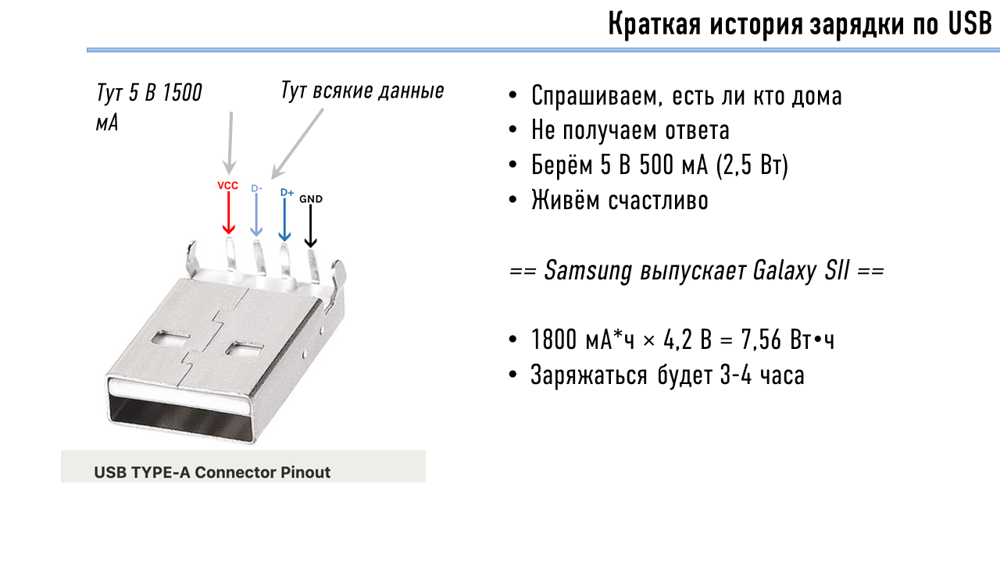 Краткая история зарядки по USB
Тут 5 В 1500
мА
Тут всякие данные
VCC
D-
D+
GND
USB TYPE-A Connector Pinout
• Спрашиваем, есть ли кто дома
• Не получаем ответа
• Берём 5 В 500 мА (2,5 Вт)
• Живём счастливо
== Samsung выпускает Galaxy SII ==
• 1800 мА*ч × 4,2 В = 7,56 Вт•ч
• Заряжаться будет 3-4 часа